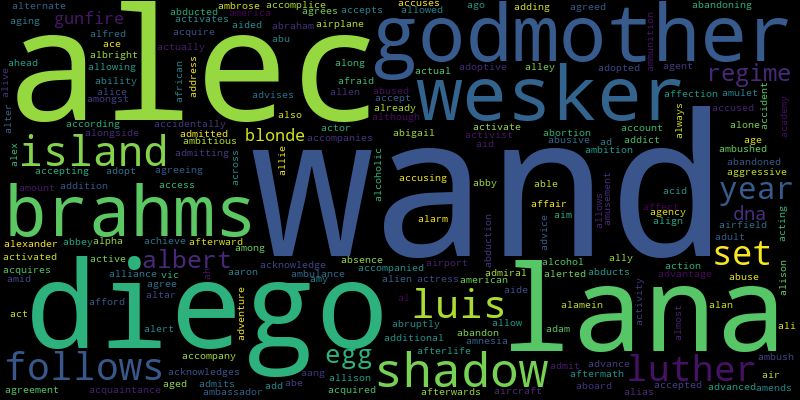 alternate abducted ambrose accomplice accuses ago adding agreed abandoning
aging gunfire activates america agrees airplane accepts allowed
alec godmother
alfred acquire aided abraham
ace actually abu
ahead albright address along actual alley adopted agent regime
allowing african afraid adoptive ammunition
alive ability advises allen abused wesker affection amulet
alice accept accident
amongst also already accused academy
alter according accidentally although always
alongside admitted blonde actor activate abortion account alone
ambitious accompanies abigail activist abusive ad addict age
alex island admitting across allie aid ambition ambushed
accepting adopt agreeing alcoholic wand abandoned
amount addition access accusing abby able allows amusement acid aggressive
brahms affair affect year
alarm abduction advice aim agency dna acting
alexander abbey alpha achieve afterward align airfield
activated active albert among absence ally adult set
acquires alliance vic acknowledge accompanied airport alcohol alerted action abuse
amid agree aaron ambulance alien actress american admiral abducts advantage alison
diego altar amy al aide lana
afford adventure luis alamein activity alan
act alert abruptly allow adam almost ali
additional abandon amnesia
accompany egg afterlife admit advance ambush
follows acknowledges aang shadow aftermath luther air
agreement acquaintance aged admits add abe allison aboard accepted advanced amends
ambassador acquired afterwards aircraft alias